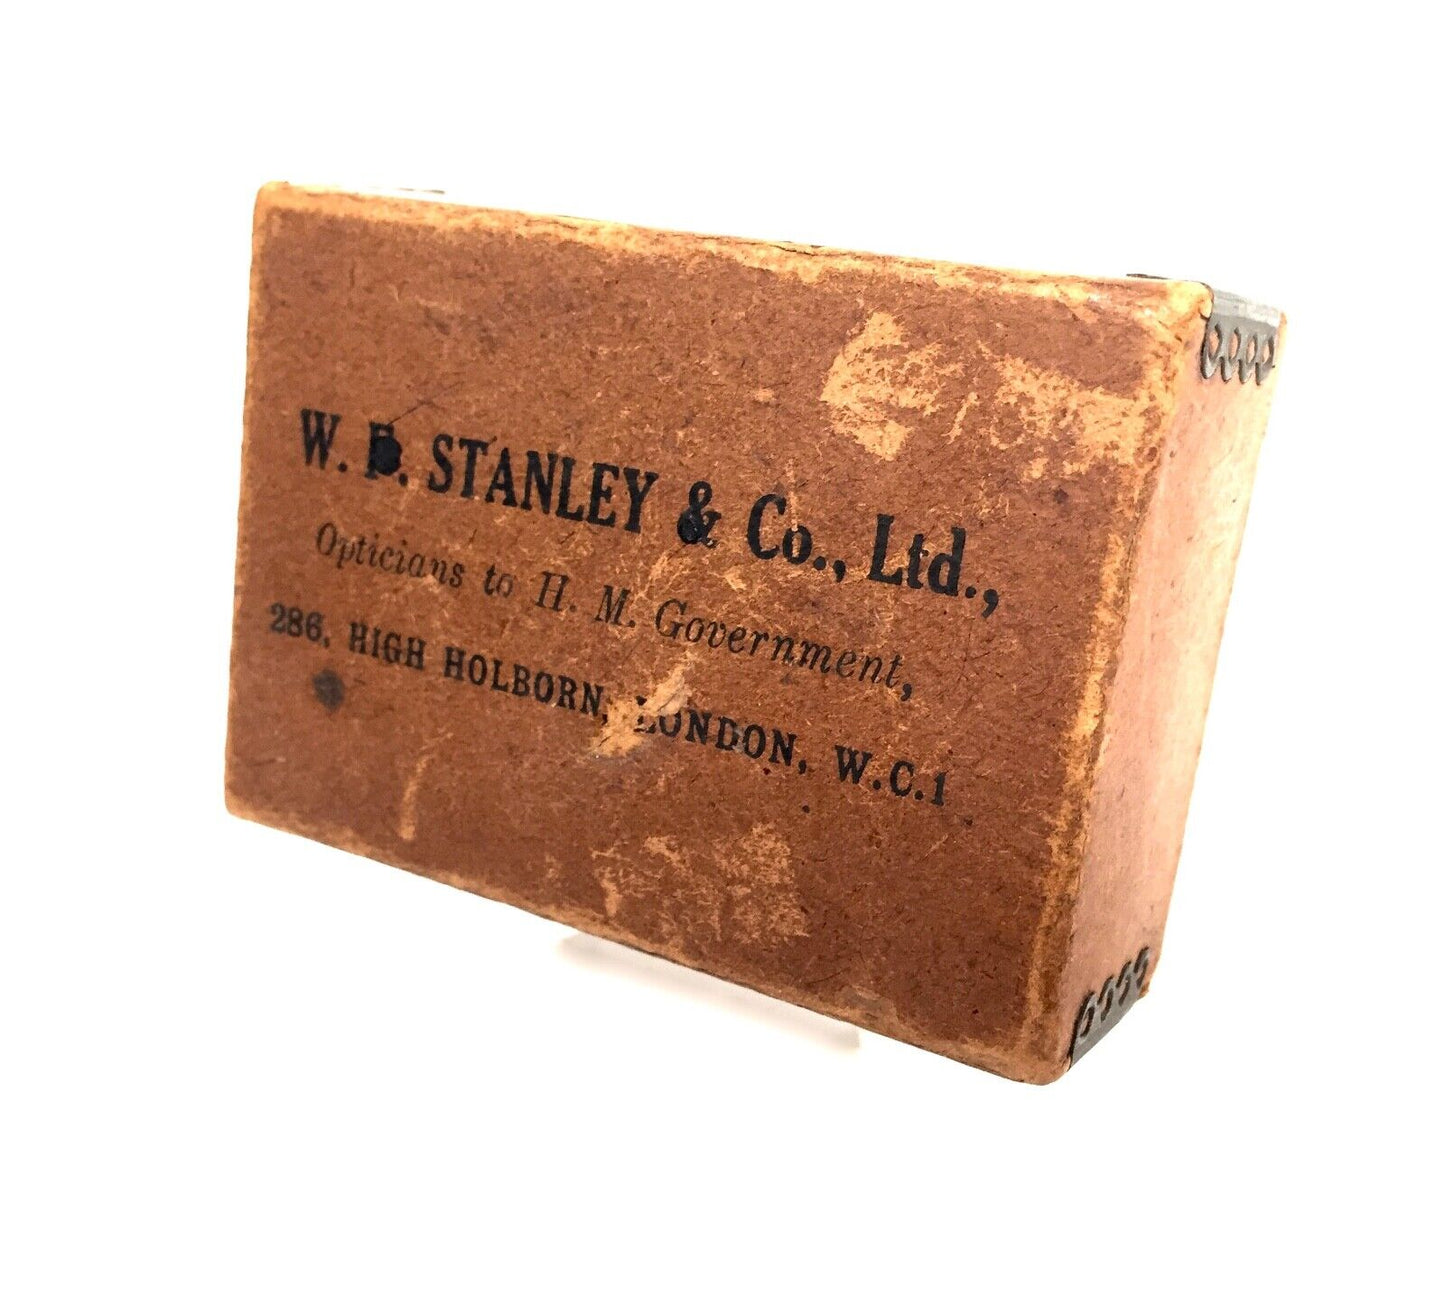 W. F. STANLEY & Co., Ltd.,
Opticians to H. M. Government,
286, HIGH HOLBORN, LONDON, W.C.1